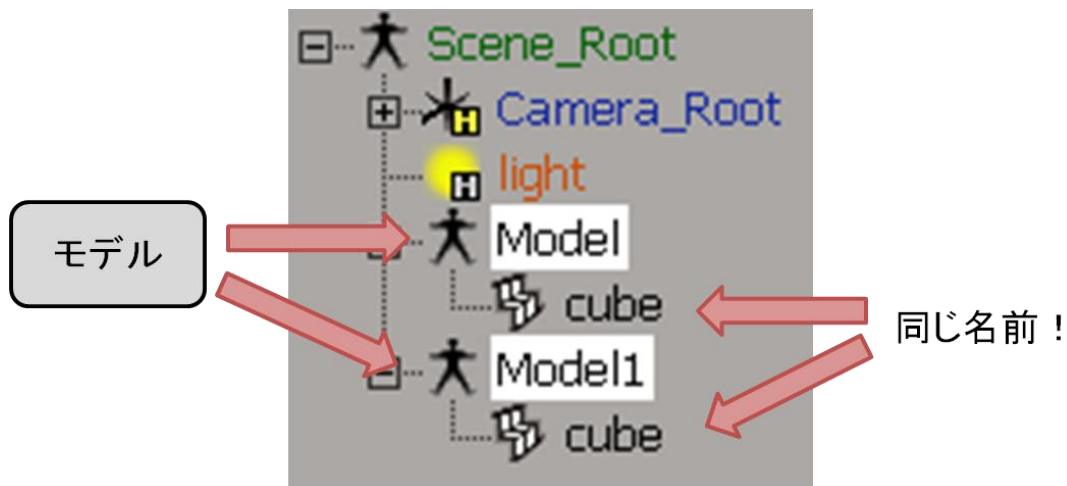 Scene_Root
Camera_Root
H
light
H
モデル
Model
cube
同じ名前！
Model1
cube